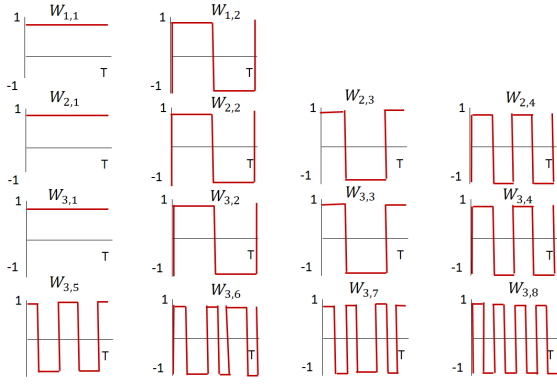 1 W1,1 1 W1,2
T T
-1 -1
W2,1 W2,2 W2,3 W2,4
1 1 1 1
T T T T
-1 -1 -1 -1
W3,1 W3,2 W3,3 W3,4
1 1 1 1
T T T T
-1 -1 -1 -1
W3,5 W3,6 W3,7 W3,8
1 1 1 1
T T T T
-1 -1 -1 -1